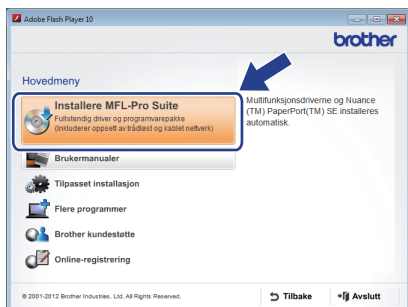 Adobe Flash Player 10
brother
Hovedmeny
Installere MFL-Pro Suite
Fullstendig driver og programvarepakke
(Inkluderer oppsett av trådløst og kablet nettverk)
Multifunksjonsdriverne og Nuance
(TM) PaperPort(TM) SE installeres
automatisk.
Brukermanualer
Tilpasset installasjon
Flere programmer
Brother kundestøtte
Online-registrering
© 2001-2012 Brother Industries, Ltd. All Rights Reserved.
Tilbake
Avslutt